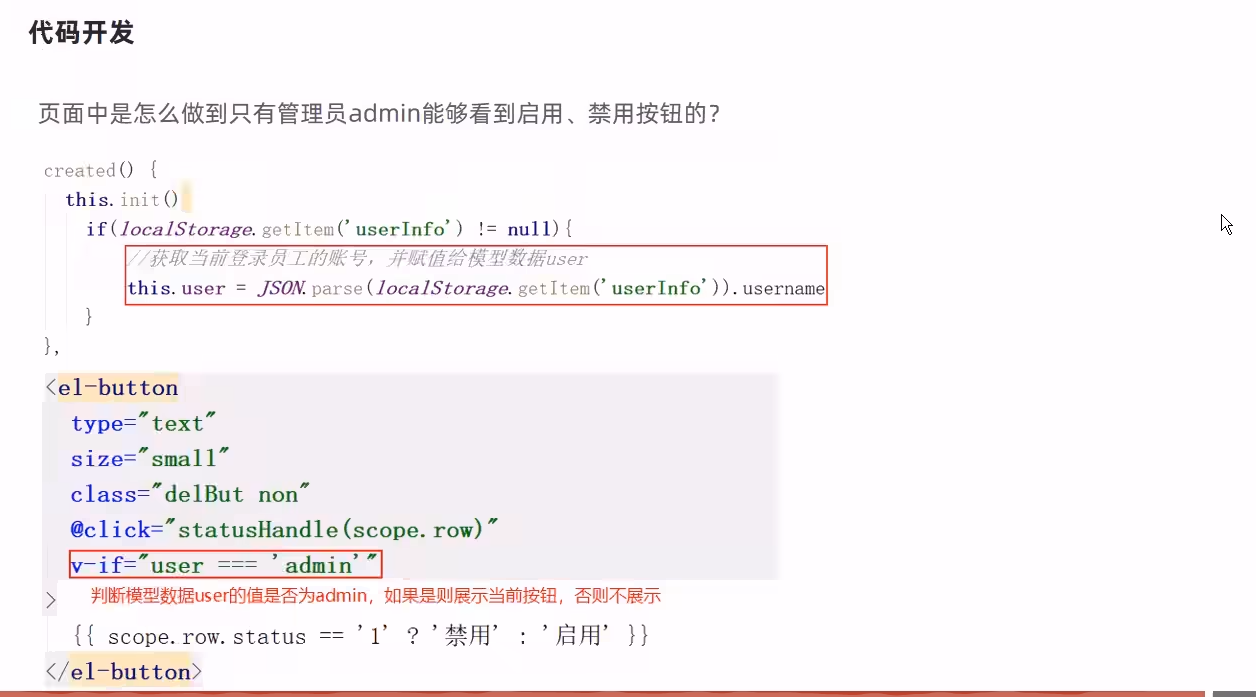 代码开发
页面中是怎么做到只有管理员admin能够看到启用、禁用按钮的?
created() {
this.init()
if(localStorage.getItem('userInfo') != null){
//获取当前登录员工的账号，并赋值给模型数据user
this.user = JSON.parse(localStorage.getItem('userInfo')).username
}
},
<el-button
type="text"
size="small"
class="delBut non"
@click="statusHandle(scope.row)"
v-if="user === 'admin'"
> 判断模型数据user的值是否为admin，如果是则展示当前按钮，否则不展示
{{ scope.row.status == '1' ? '禁用' : '启用' }}
</el-button>